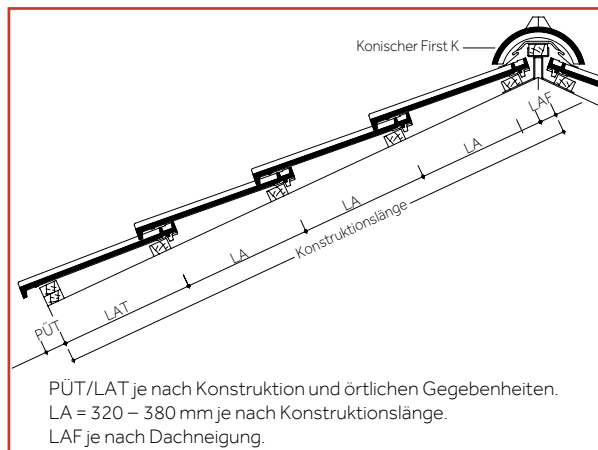 Konischer First K
LAF
LA
LA
LA
Konstruktionslänge
LAT
PÜT
PÜT/LAT je nach Konstruktion und örtlichen Gegebenheiten.
LA = 320 – 380 mm je nach Konstruktionslänge.
LAF je nach Dachneigung.